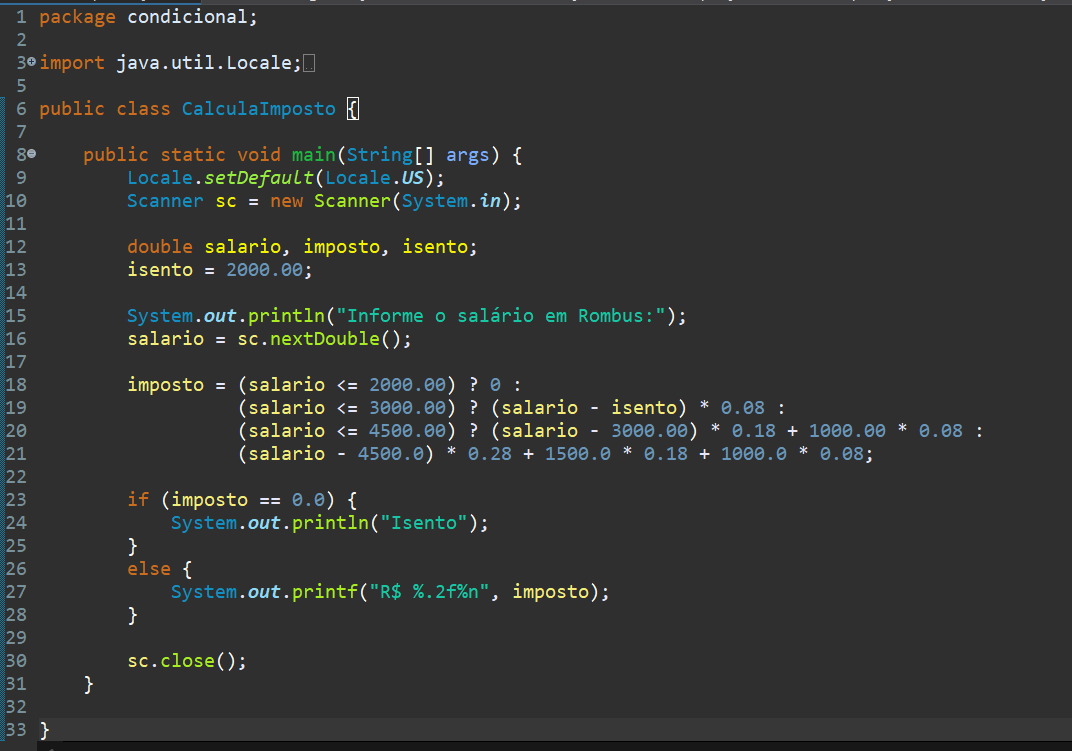 1 package condicional;
2
3 import java.util.Locale;
5
6 public class CalculaImposto {
7
8     public static void main(String[] args) {
9         Locale.setDefault(Locale.US);
10         Scanner sc = new Scanner(System.in);
11
12         double salario, imposto, isento;
13         isento = 2000.00;
14
15         System.out.println("Informe o salário em Rombus:");
16         salario = sc.nextDouble();
17
18         imposto = (salario <= 2000.00) ? 0 :
19                   (salario <= 3000.00) ? (salario - isento) * 0.08 :
20                   (salario <= 4500.00) ? (salario - 3000.00) * 0.18 + 1000.00 * 0.08 :
21                   (salario - 4500.0) * 0.28 + 1500.0 * 0.18 + 1000.0 * 0.08;
22
23         if (imposto == 0.0) {
24             System.out.println("Isento");
25         }
26         else {
27             System.out.printf("R$ %.2f%n", imposto);
28         }
29
30         sc.close();
31     }
32
33 }